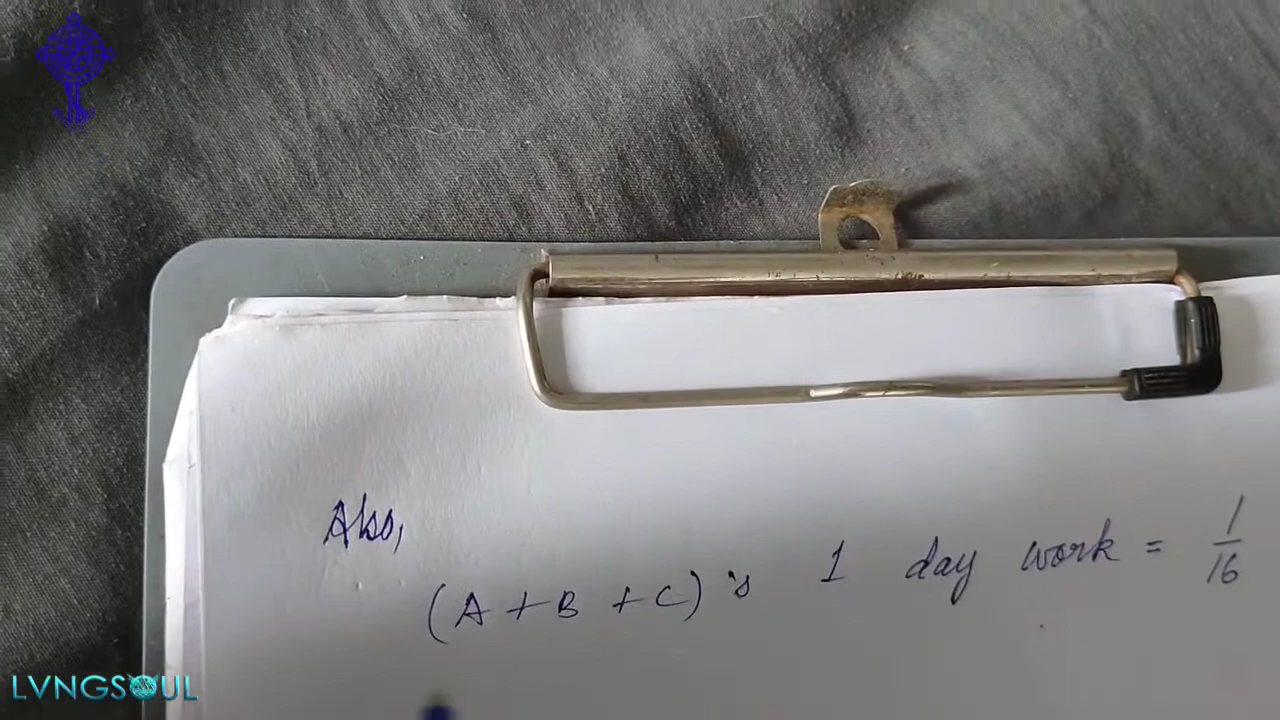 Also,
(A + B + C)'s 1 day work = 1/16
LVNGSOUL